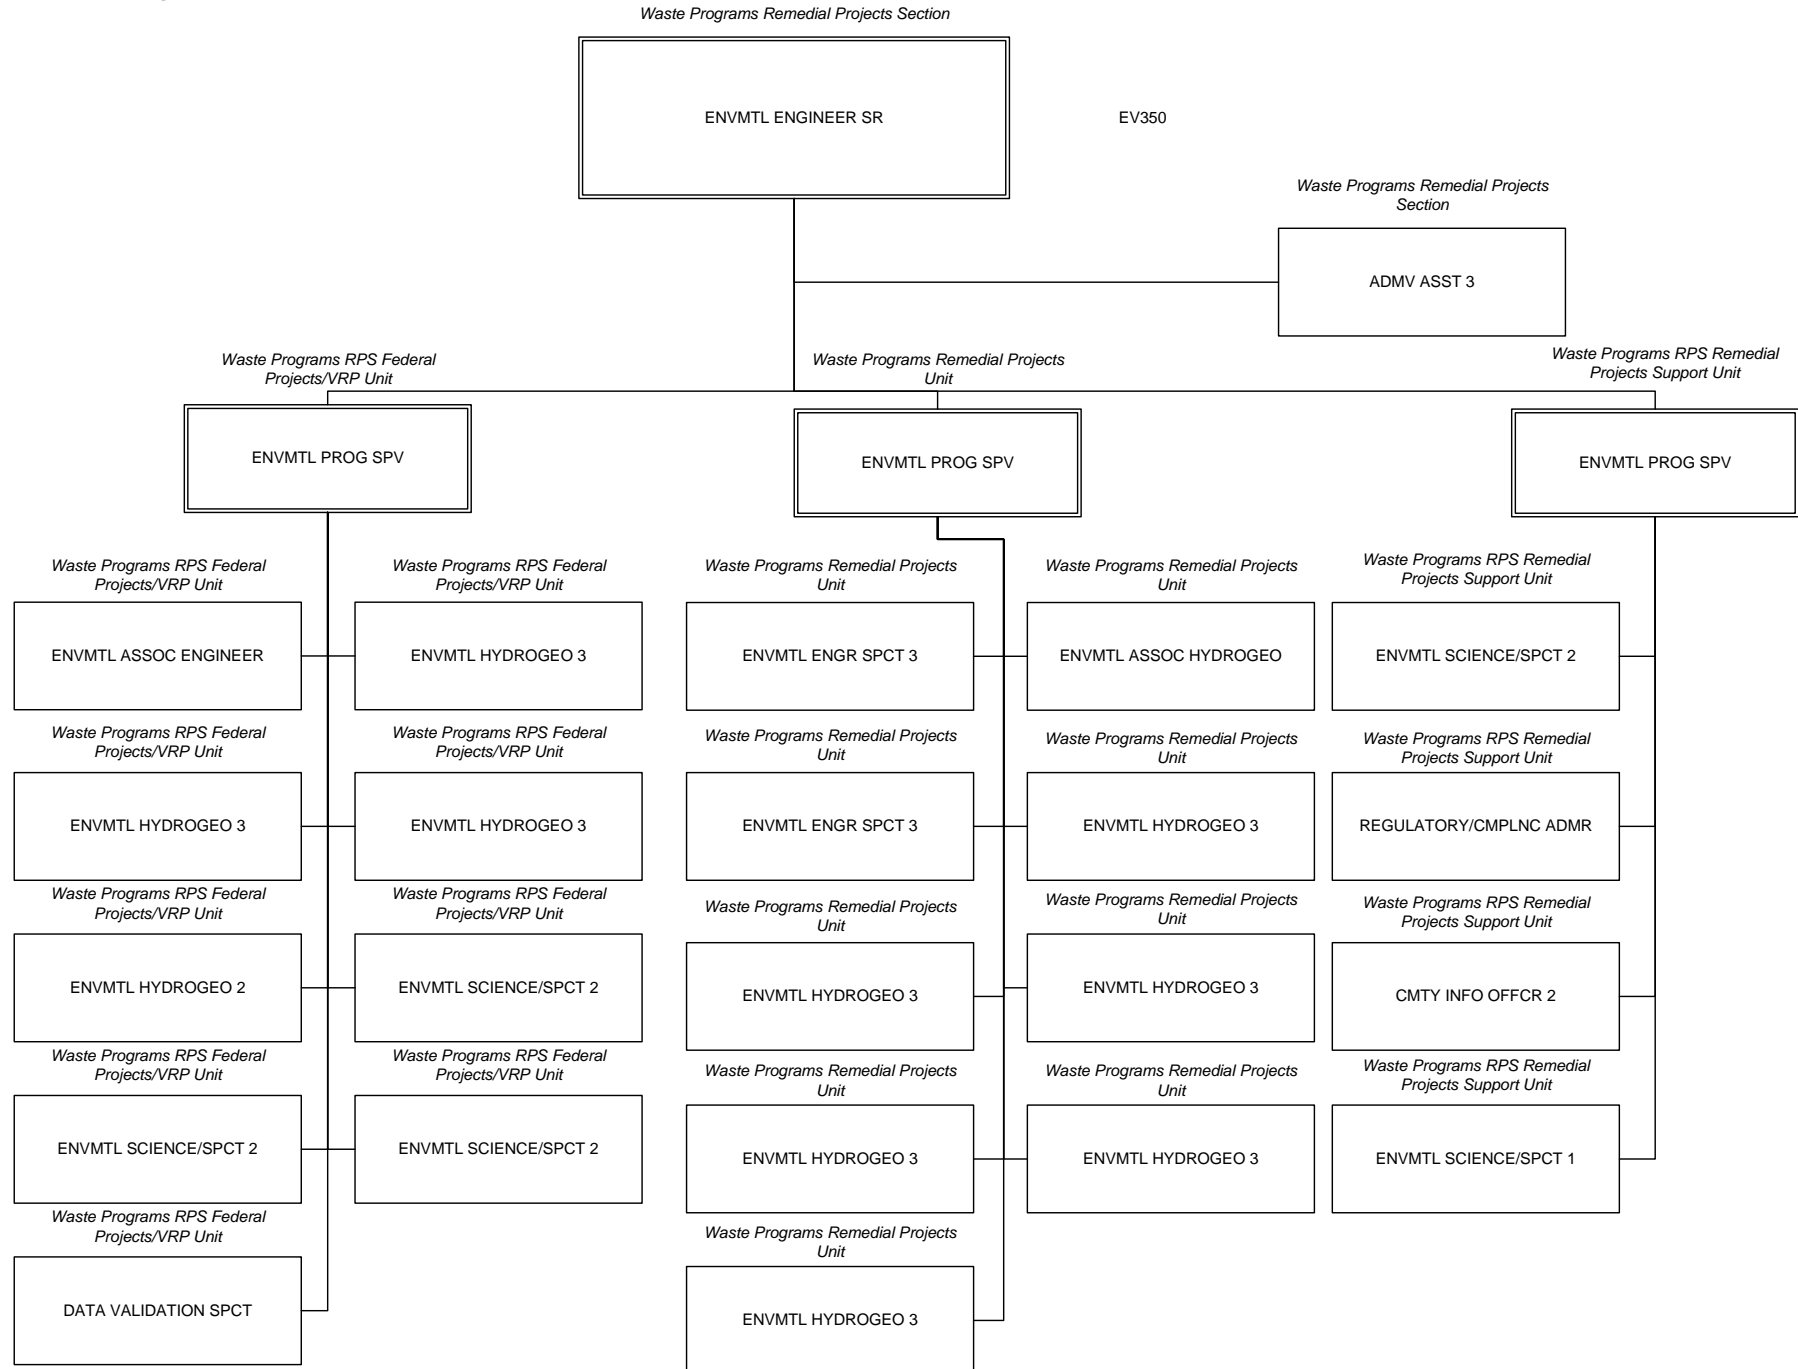 Waste Programs Remedial Projects Section
ENVMTL ENGINEER SR
EV350
Waste Programs Remedial Projects
Section
ADMV ASST 3
Waste Programs RPS Federal
Projects/VRP Unit
ENVMTL PROG SPV
Waste Programs Remedial Projects
Unit
ENVMTL PROG SPV
Waste Programs RPS Remedial
Projects Support Unit
ENVMTL PROG SPV
Waste Programs RPS Federal
Projects/VRP Unit
ENVMTL ASSOC ENGINEER
Waste Programs RPS Federal
Projects/VRP Unit
ENVMTL HYDROGEO 3
Waste Programs Remedial Projects
Unit
ENVMTL ENGR SPCT 3
Waste Programs Remedial Projects
Unit
ENVMTL ASSOC HYDROGEO
Waste Programs RPS Remedial
Projects Support Unit
ENVMTL SCIENCE/SPCT 2
Waste Programs RPS Federal
Projects/VRP Unit
ENVMTL HYDROGEO 3
Waste Programs RPS Federal
Projects/VRP Unit
ENVMTL HYDROGEO 3
Waste Programs Remedial Projects
Unit
ENVMTL ENGR SPCT 3
Waste Programs Remedial Projects
Unit
ENVMTL HYDROGEO 3
Waste Programs RPS Remedial
Projects Support Unit
REGULATORY/CMPLNC ADMR
Waste Programs RPS Federal
Projects/VRP Unit
ENVMTL HYDROGEO 2
Waste Programs RPS Federal
Projects/VRP Unit
ENVMTL SCIENCE/SPCT 2
Waste Programs Remedial Projects
Unit
ENVMTL HYDROGEO 3
Waste Programs Remedial Projects
Unit
ENVMTL HYDROGEO 3
Waste Programs RPS Remedial
Projects Support Unit
CMTY INFO OFFCR 2
Waste Programs RPS Federal
Projects/VRP Unit
ENVMTL SCIENCE/SPCT 2
Waste Programs RPS Federal
Projects/VRP Unit
ENVMTL SCIENCE/SPCT 2
Waste Programs Remedial Projects
Unit
ENVMTL HYDROGEO 3
Waste Programs Remedial Projects
Unit
ENVMTL HYDROGEO 3
Waste Programs RPS Remedial
Projects Support Unit
ENVMTL SCIENCE/SPCT 1
Waste Programs RPS Federal
Projects/VRP Unit
DATA VALIDATION SPCT
Waste Programs Remedial Projects
Unit
ENVMTL HYDROGEO 3